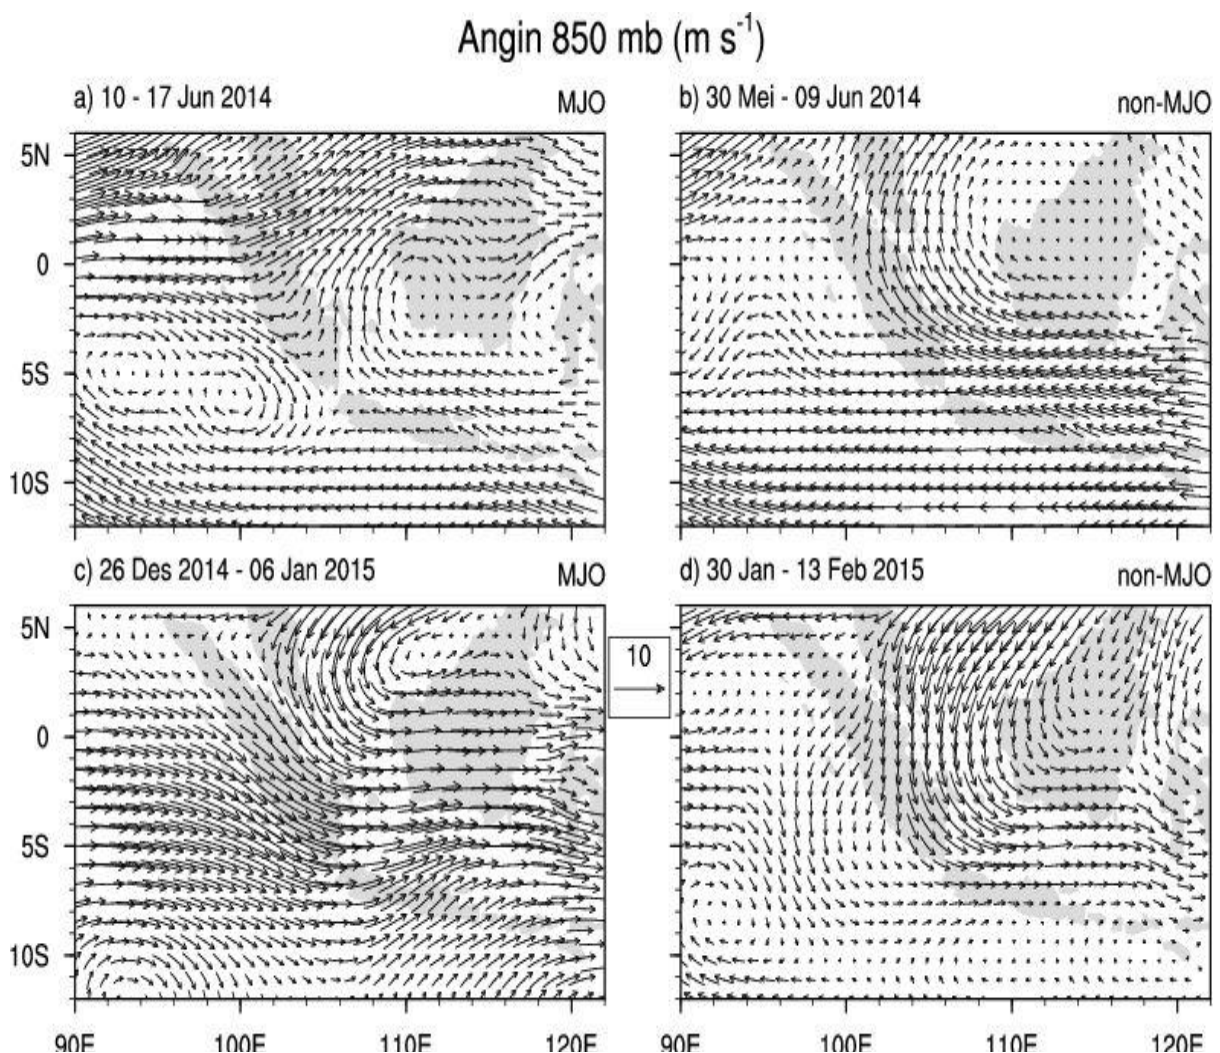 Angin 850 mb (m s⁻¹)
a) 10 - 17 Jun 2014 MJO
b) 30 Mei - 09 Jun 2014 non-MJO
5N
0
5S
10S
c) 26 Des 2014 - 06 Jan 2015 MJO
d) 30 Jan - 13 Feb 2015 non-MJO
5N
0
5S
10S
10
90E 100E 110E 120E
90E 100E 110E 120E